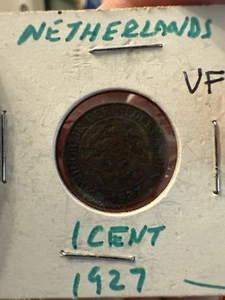 NETHERLANDS
VF
1 CENT
1927